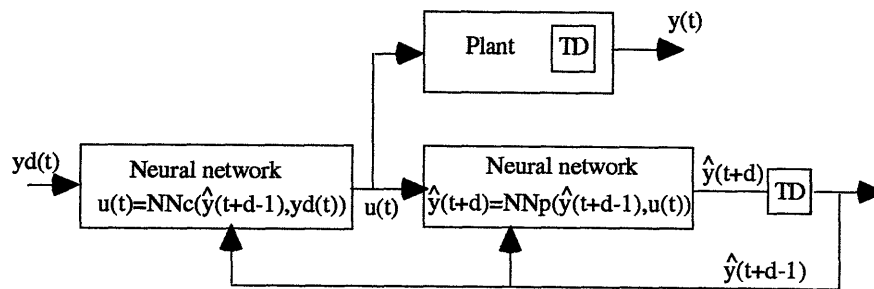 y(t)
Plant
TD
yd(t)
Neural network
u(t)=NNc(ŷ(t+d-1),yd(t))
u(t)
Neural network
ŷ(t+d)=NNp(ŷ(t+d-1),u(t))
ŷ(t+d)
TD
ŷ(t+d-1)